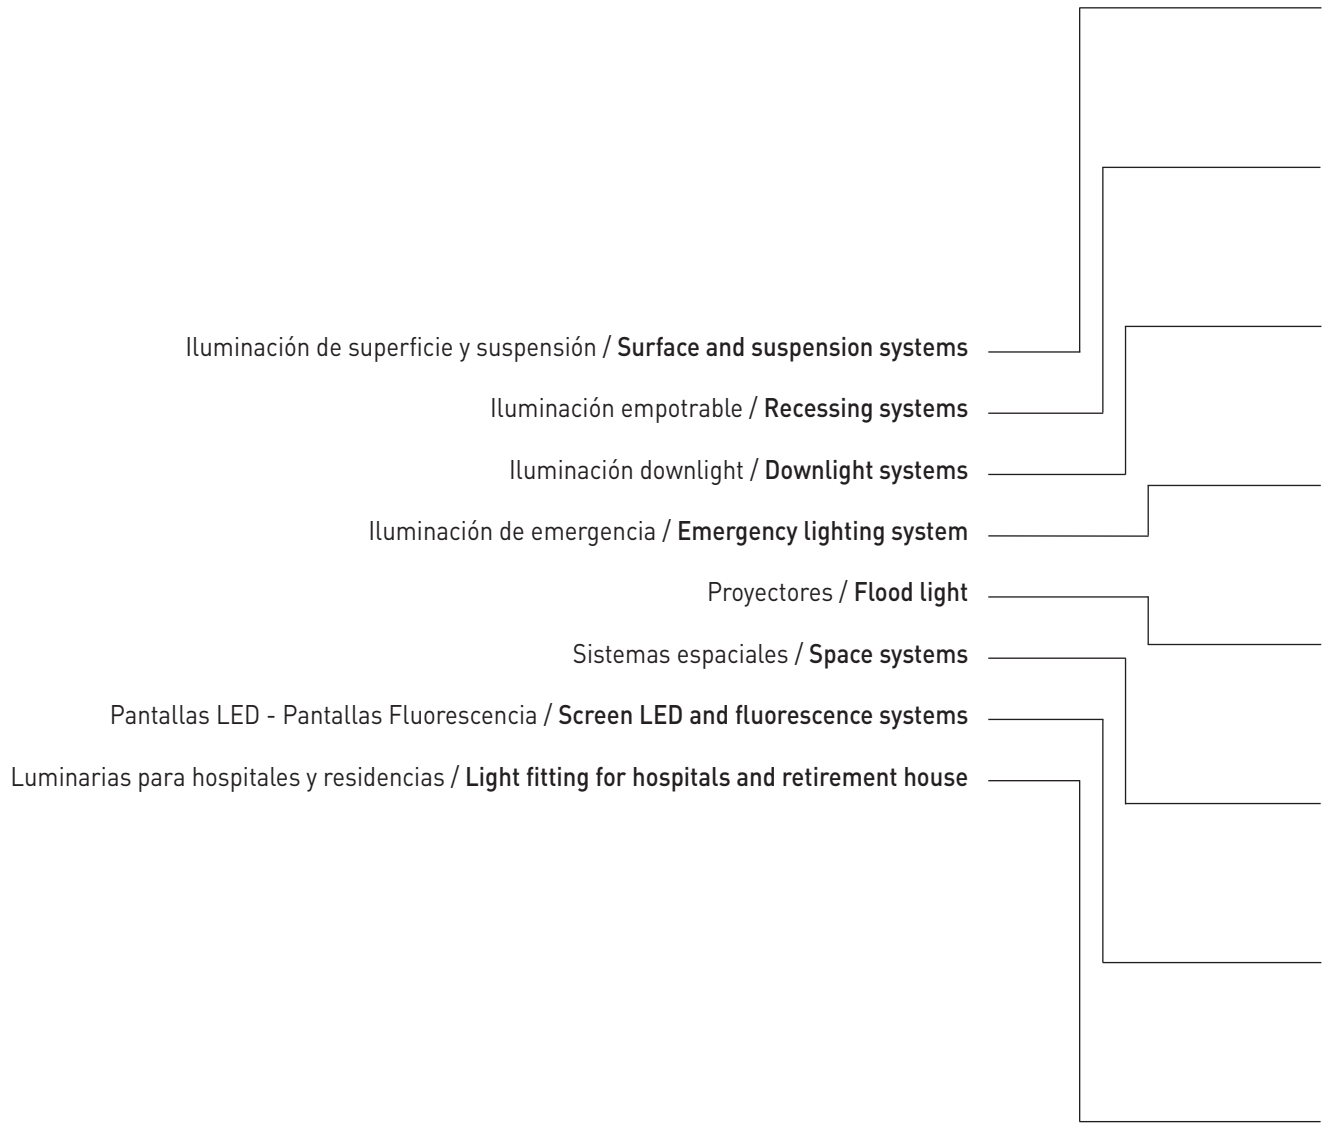 Iluminación de superficie y suspensión / Surface and suspension systems
Iluminación empotrable / Recessing systems
Iluminación downlight / Downlight systems
Iluminación de emergencia / Emergency lighting system
Proyectores / Flood light
Sistemas espaciales / Space systems
Pantallas LED - Pantallas Fluorescencia / Screen LED and fluorescence systems
Luminarias para hospitales y residencias / Light fitting for hospitals and retirement house